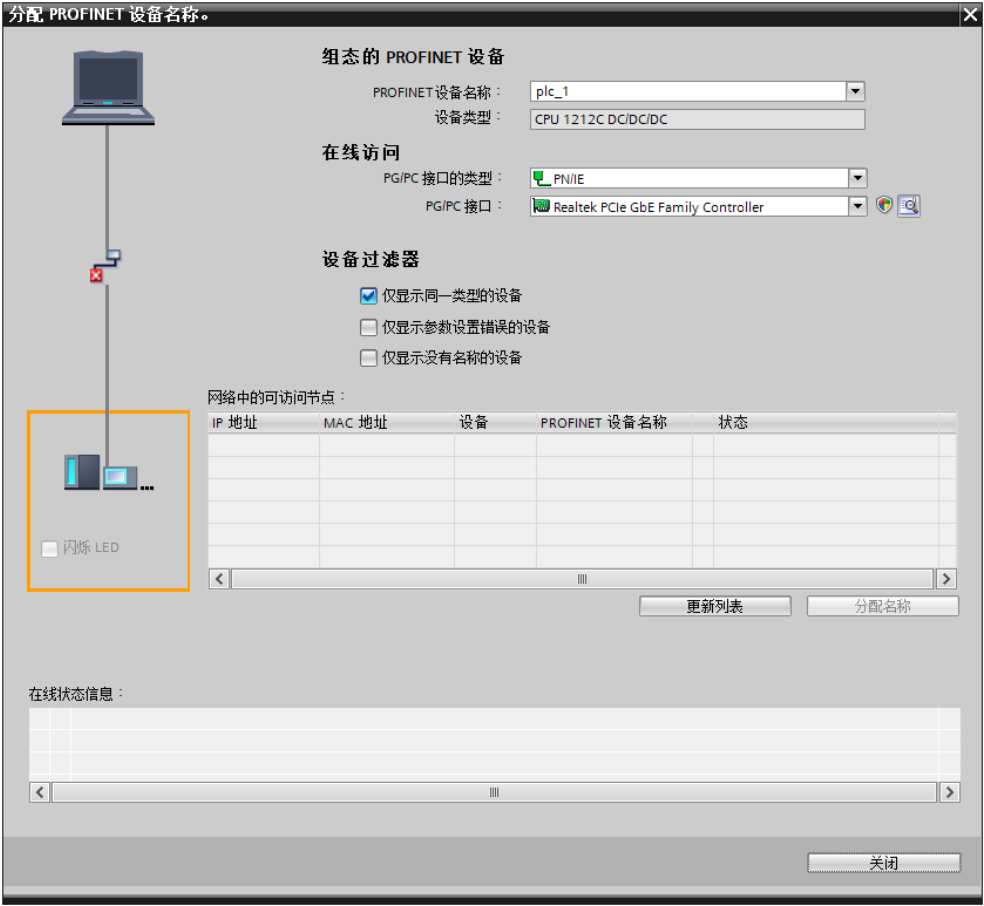 分配 PROFINET 设备名称。
组态的 PROFINET 设备
PROFINET设备名称： plc_1
设备类型： CPU 1212C DC/DC/DC
在线访问
PG/PC 接口的类型： PN/IE
PG/PC 接口： Realtek PCIe GbE Family Controller
设备过滤器
仅显示同一类型的设备
仅显示参数设置错误的设备
仅显示没有名称的设备
网络中的可访问节点：
IP 地址 MAC 地址 设备 PROFINET 设备名称 状态
闪烁 LED
更新列表 分配名称
在线状态信息：
关闭